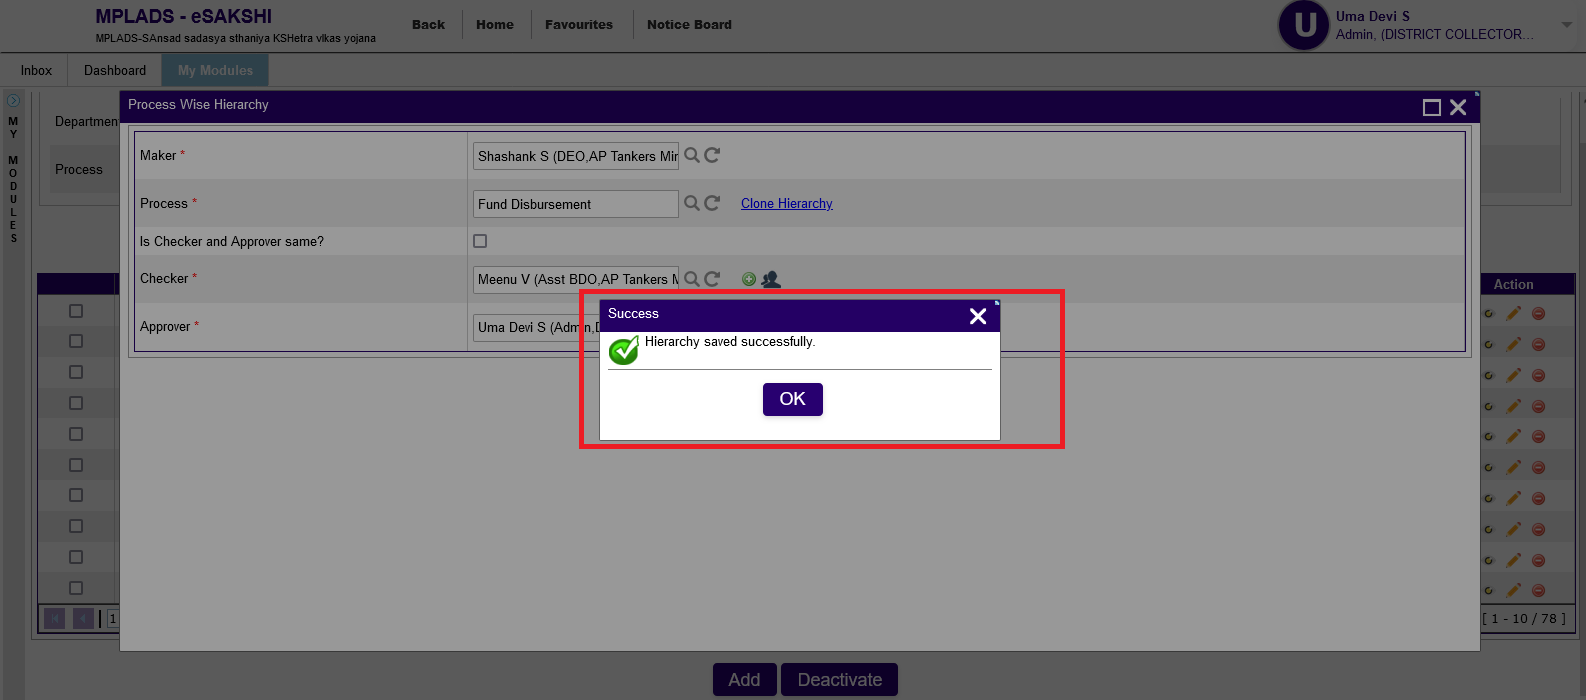 MPLADS - eSAKSHI
MPLADS-SAnsad sadasya sthaniya KSHetra vIkas yojana
Back Home Favourites Notice Board
U
Uma Devi S
Admin, (DISTRICT COLLECTOR...
Inbox Dashboard My Modules
MY MODULES
Process Wise Hierarchy
Departmen
Process
Maker * Shashank S (DEO,AP Tankers Mir
Process * Fund Disbursement Clone Hierarchy
Is Checker and Approver same?
Checker * Meenu V (Asst BDO,AP Tankers M
Approver * Uma Devi S (Admin,D
Success
Hierarchy saved successfully.
OK
Action
1
[ 1 - 10 / 78 ]
Add Deactivate